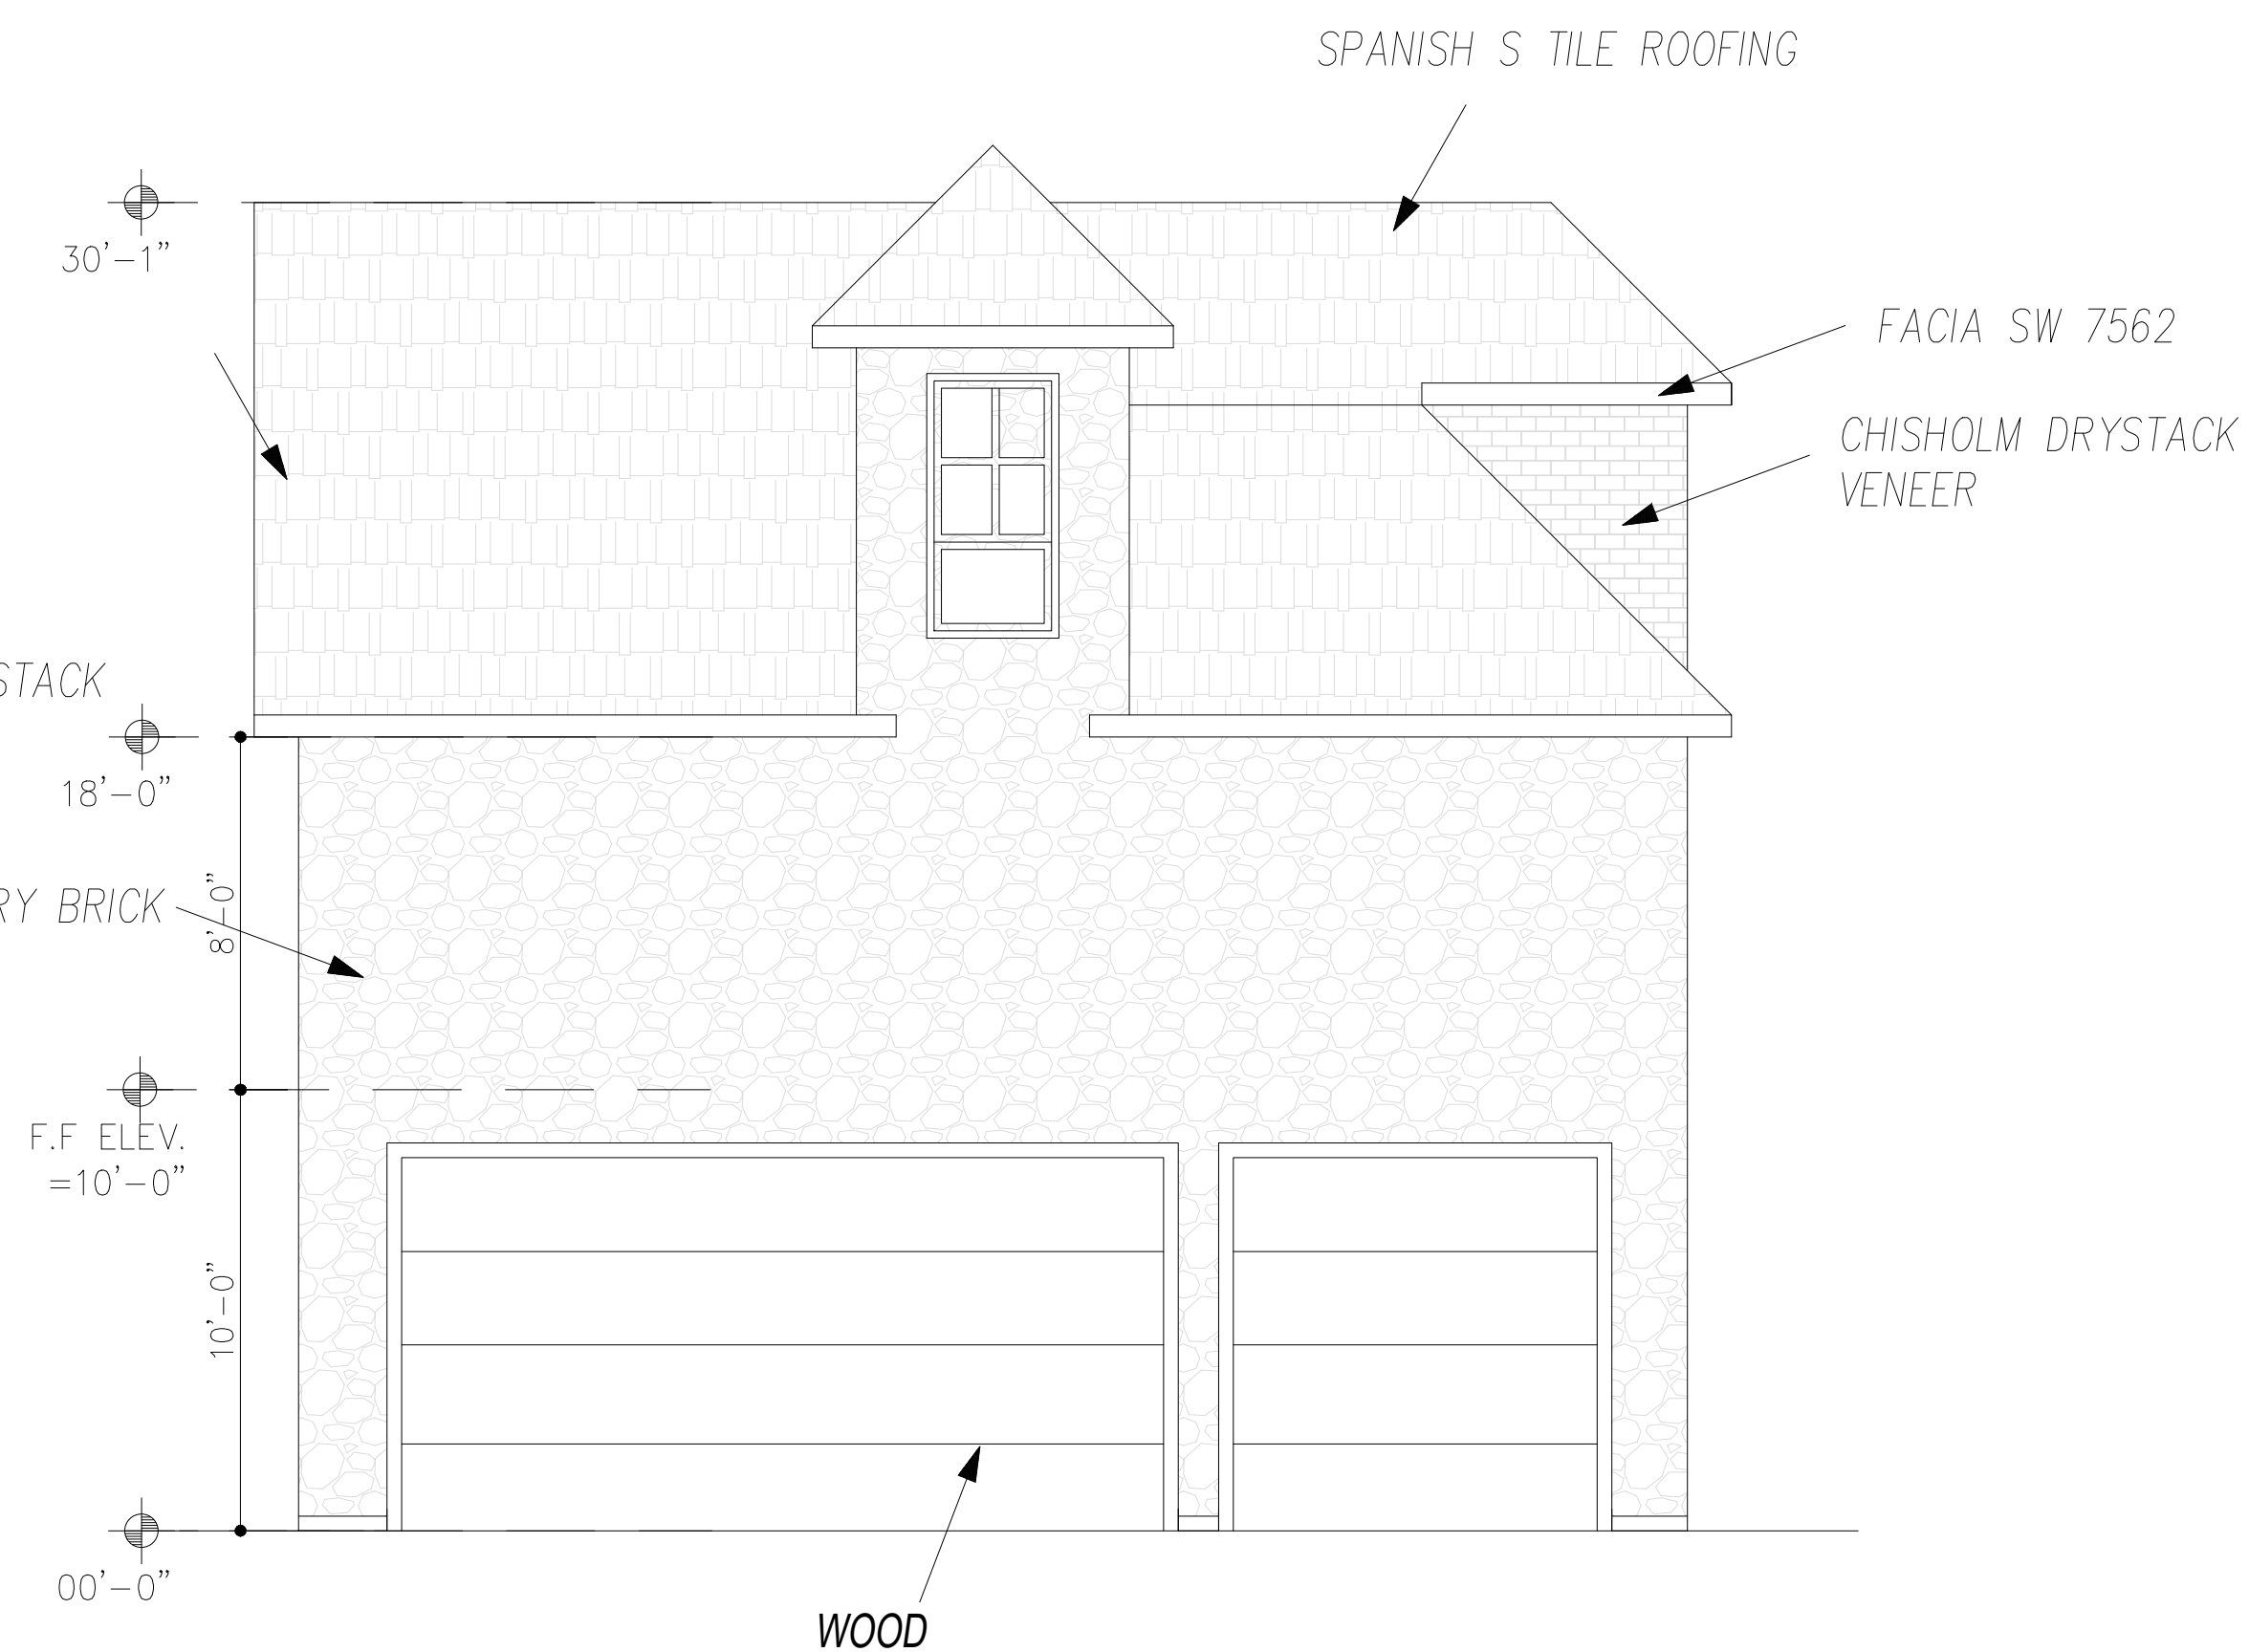 SPANISH S TILE ROOFING
30'-1"
FACIA SW 7562
CHISHOLM DRYSTACK
VENEER
STACK
18'-0"
RY BRICK
8'-0"
F.F ELEV.
=10'-0"
10'-0"
00'-0"
WOOD